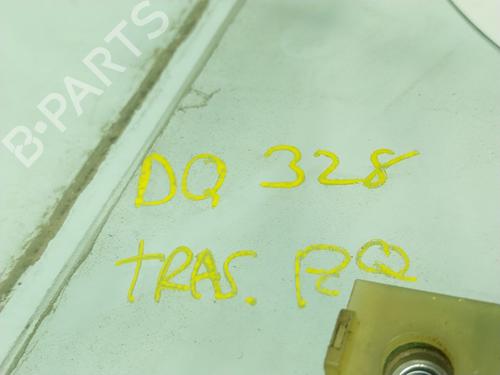 B-PARTS
DQ 328
TRAS. EQ